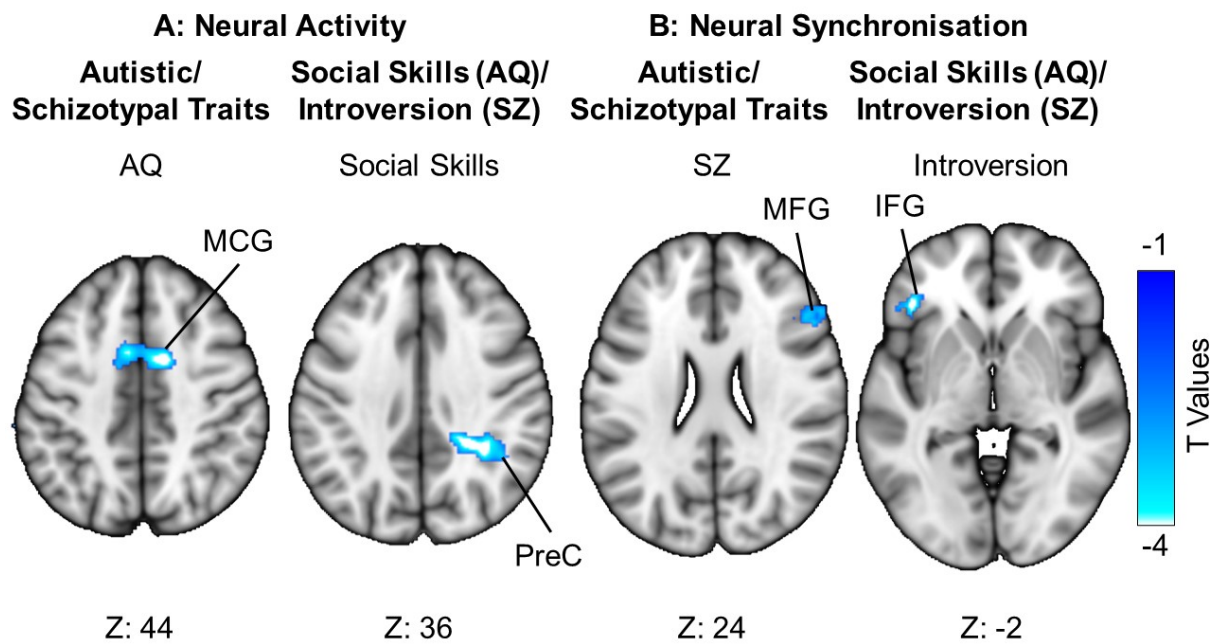 A: Neural Activity
B: Neural Synchronisation
Autistic/
Schizotypal Traits
Social Skills (AQ)/
Introversion (SZ)
Autistic/
Schizotypal Traits
Social Skills (AQ)/
Introversion (SZ)
AQ
Social Skills
SZ
Introversion
MCG
PreC
MFG
IFG
-1
T Values
-4
Z: 44
Z: 36
Z: 24
Z: -2